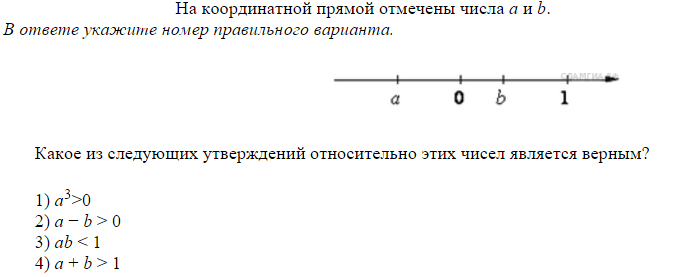 На координатной прямой отмечены числа a и b.
В ответе укажите номер правильного варианта.
a 0 b 1
Какое из следующих утверждений относительно этих чисел является верным?
1) a³>0
2) a − b > 0
3) ab < 1
4) a + b > 1